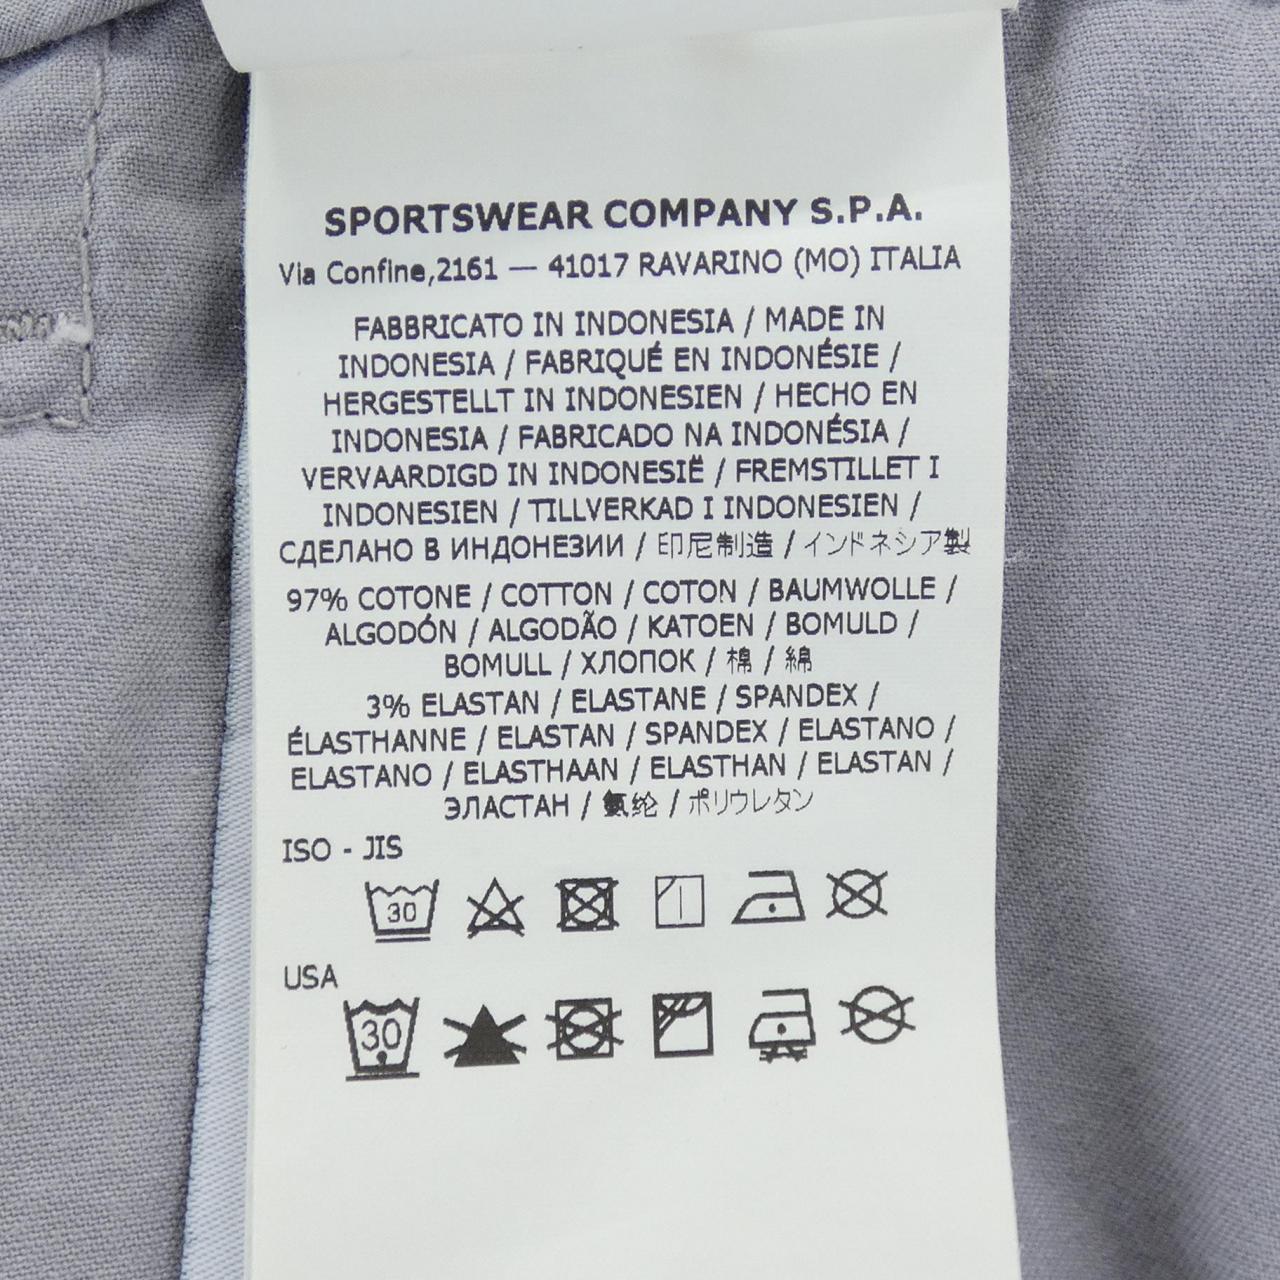 SPORTSWEAR COMPANY S.P.A.
Via Confine,2161 — 41017 RAVARINO (MO) ITALIA
FABBRICATO IN INDONESIA / MADE IN
INDONESIA / FABRIQUÉ EN INDONÉSIE /
HERGESTELLT IN INDONESIEN / HECHO EN
INDONESIA / FABRICADO NA INDONÉSIA /
VERVAARDIGD IN INDONESIË / FREMSTILLET I
INDONESIEN / TILLVERKAD I INDONESIEN /
СДЕЛАНО В ИНДОНЕЗИИ / 印尼制造 / インドネシア製
97% COTONE / COTTON / COTON / BAUMWOLLE /
ALGODÓN / ALGODÃO / KATOEN / BOMULD /
BOMULL / ХЛОПОК / 棉 / 綿
3% ELASTAN / ELASTANE / SPANDEX /
ÉLASTHANNE / ELASTAN / SPANDEX / ELASTANO /
ELASTANO / ELASTHAAN / ELASTHAN / ELASTAN /
ЭЛАСТАН / 氨纶 / ポリウレタン
ISO - JIS
30
USA
30